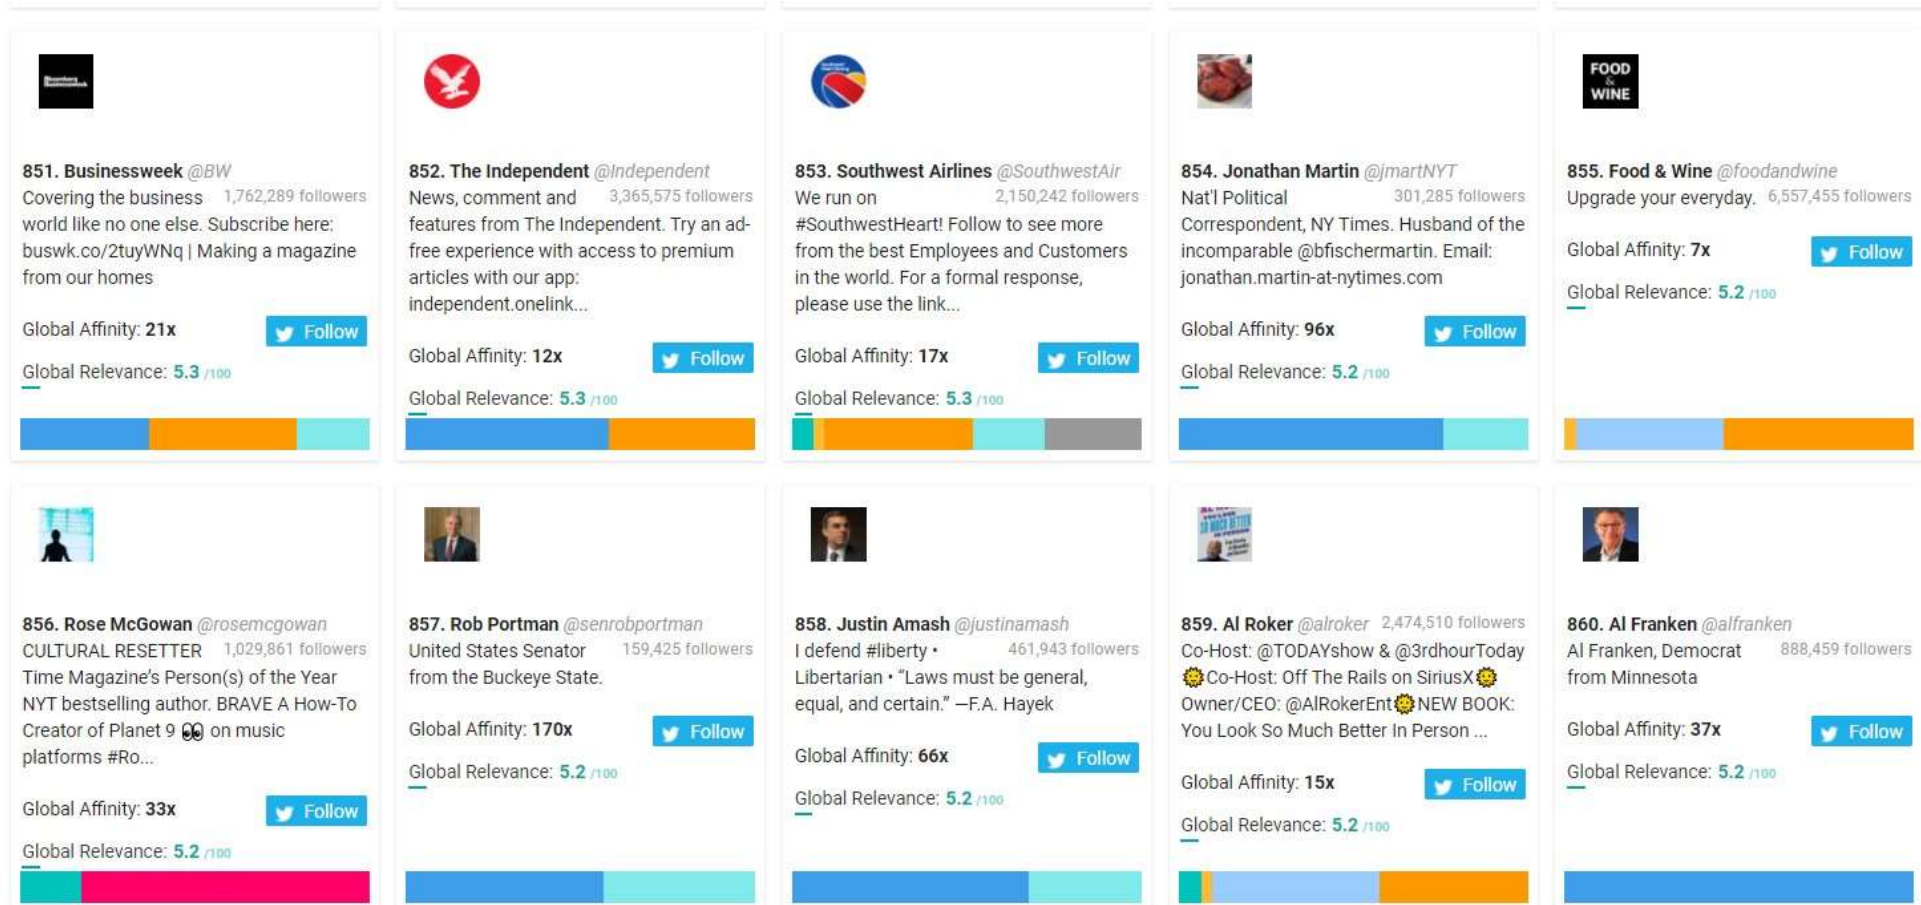 FOOD
&
WINE
851. Businessweek @BW
Covering the business 1,762,289 followers
world like no one else. Subscribe here:
buswk.co/2tuyWNq | Making a magazine
from our homes
Global Affinity: 21x
Follow
Global Relevance: 5.3 /100
852. The Independent @Independent
News, comment and 3,365,575 followers
features from The Independent. Try an ad-
free experience with access to premium
articles with our app:
independent.onelink...
Global Affinity: 12x
Follow
Global Relevance: 5.3 /100
853. Southwest Airlines @SouthwestAir
We run on 2,150,242 followers
#SouthwestHeart! Follow to see more
from the best Employees and Customers
in the world. For a formal response,
please use the link...
Global Affinity: 17x
Follow
Global Relevance: 5.3 /100
854. Jonathan Martin @jmartNYT
Nat'l Political 301,285 followers
Correspondent, NY Times. Husband of the
incomparable @bfischermartin. Email:
jonathan.martin-at-nytimes.com
Global Affinity: 96x
Follow
Global Relevance: 5.2 /100
855. Food & Wine @foodandwine
Upgrade your everyday. 6,557,455 followers
Global Affinity: 7x
Follow
Global Relevance: 5.2 /100
856. Rose McGowan @rosemcgowan
CULTURAL RESETTER 1,029,861 followers
Time Magazine's Person(s) of the Year
NYT bestselling author. BRAVE A How-To
Creator of Planet 9 👀 on music
platforms #Ro...
Global Affinity: 33x
Follow
Global Relevance: 5.2 /100
857. Rob Portman @senrobportman
United States Senator 159,425 followers
from the Buckeye State.
Global Affinity: 170x
Follow
Global Relevance: 5.2 /100
858. Justin Amash @justinamash
I defend #liberty • 461,943 followers
Libertarian • “Laws must be general,
equal, and certain.” —F.A. Hayek
Global Affinity: 66x
Follow
Global Relevance: 5.2 /100
SO MUCH BETTER
IN PERSON
859. Al Roker @alroker 2,474,510 followers
Co-Host: @TODAYshow & @3rdhourToday
🌞Co-Host: Off The Rails on SiriusX🌞
Owner/CEO: @AlRokerEnt🌞NEW BOOK:
You Look So Much Better In Person ...
Global Affinity: 15x
Follow
Global Relevance: 5.2 /100
860. Al Franken @alfranken
Al Franken, Democrat 888,459 followers
from Minnesota
Global Affinity: 37x
Follow
Global Relevance: 5.2 /100